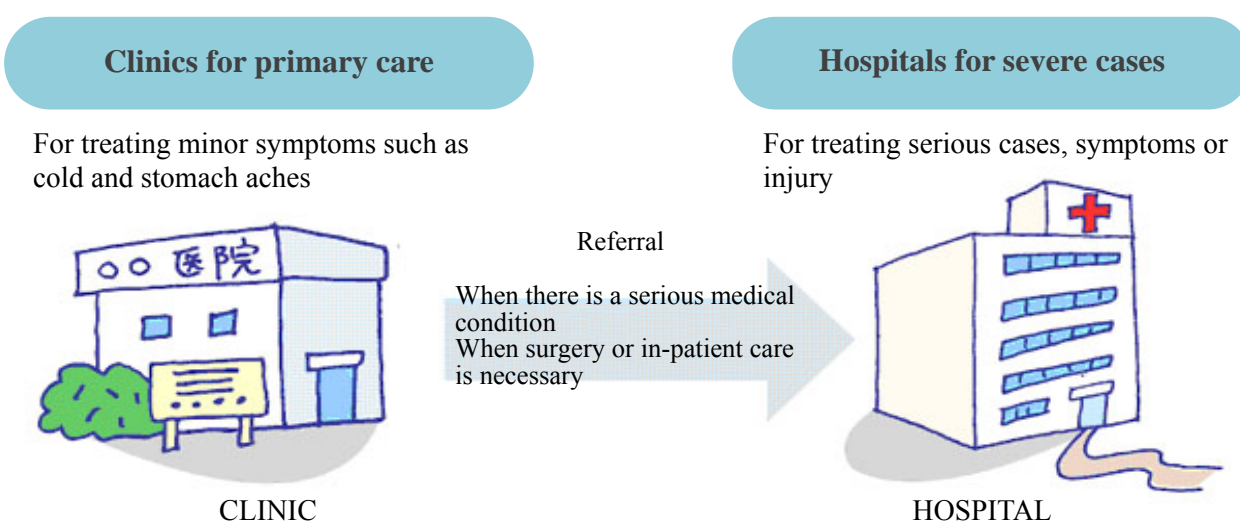 Clinics for primary care
For treating minor symptoms such as
cold and stomach aches
○○ 医院
CLINIC
Referral
When there is a serious medical
condition
When surgery or in-patient care
is necessary
Hospitals for severe cases
For treating serious cases, symptoms or
injury
HOSPITAL